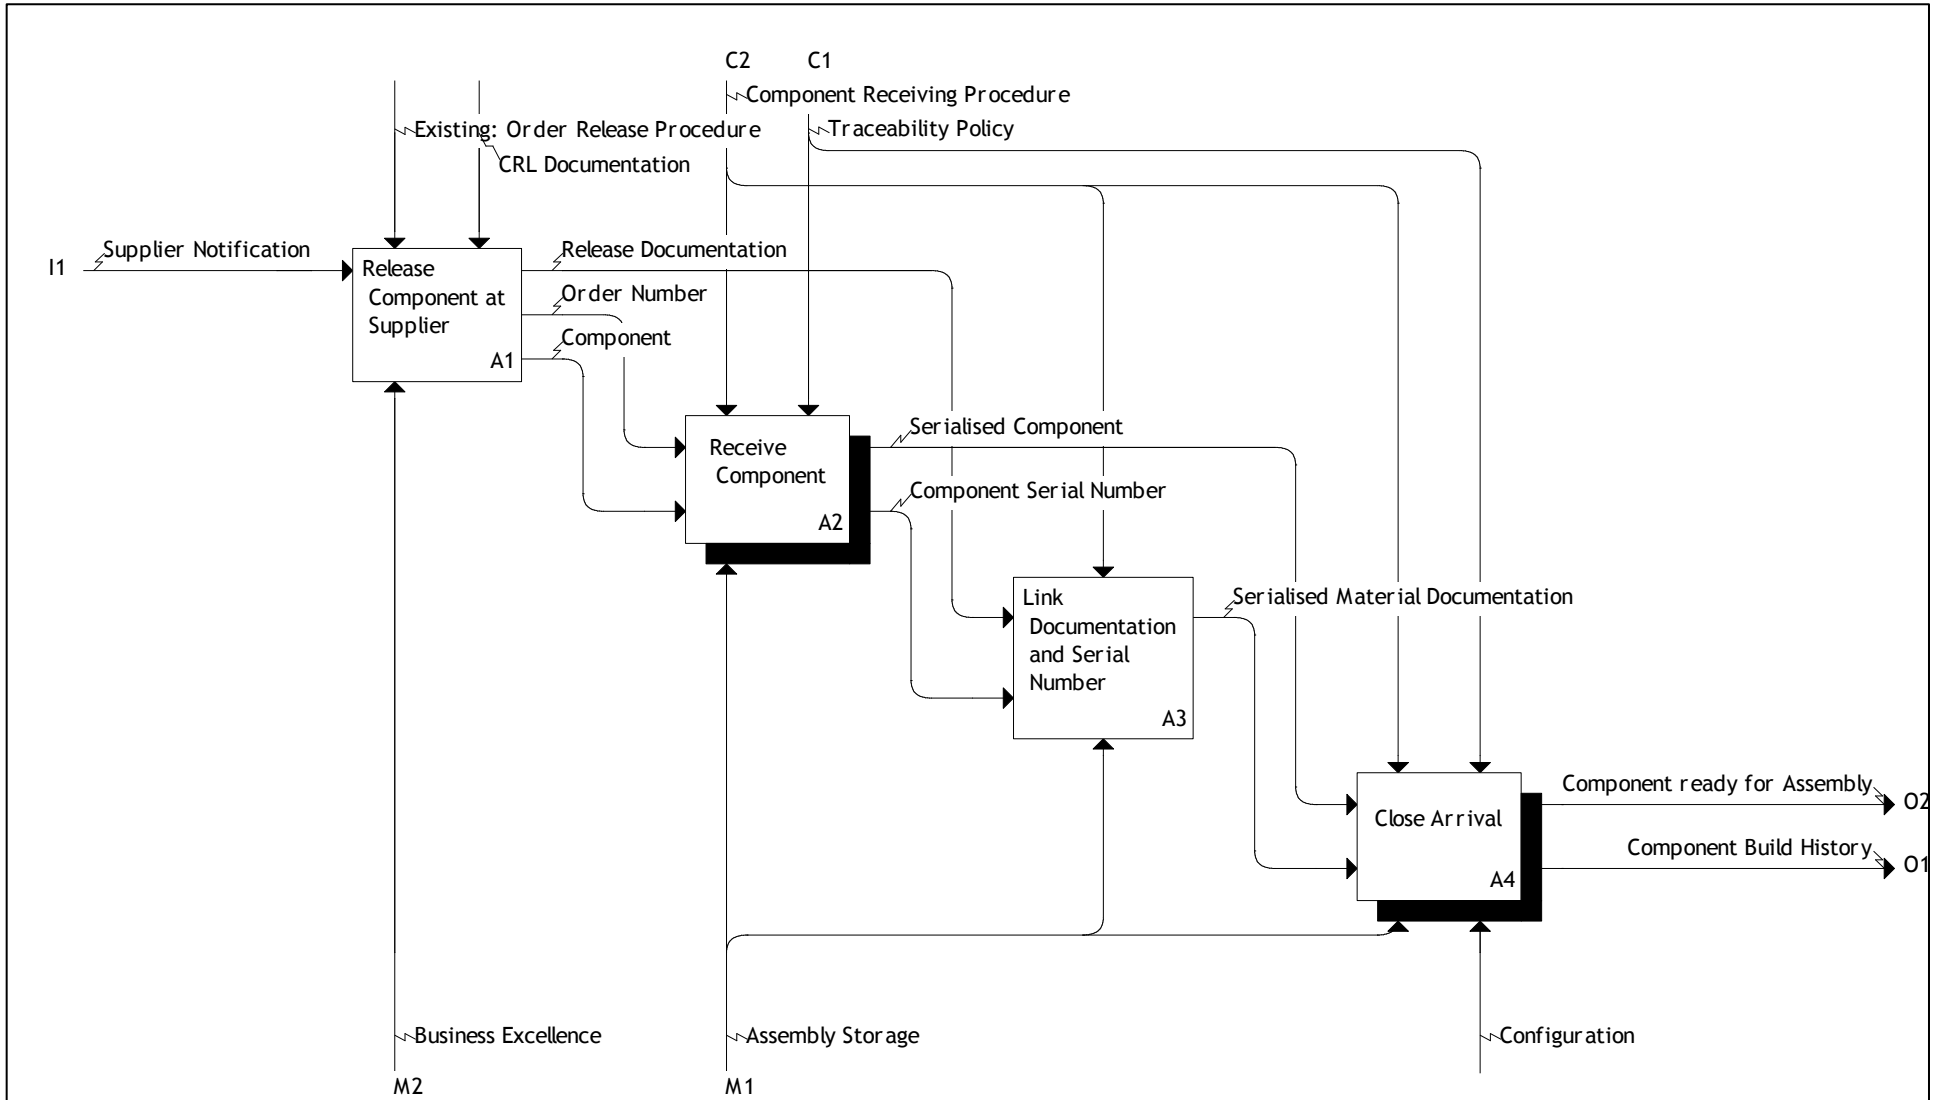 C2
C1
Component Receiving Procedure
Existing: Order Release Procedure
Traceability Policy
CRL Documentation
I1
Supplier Notification
Release
Component at
Supplier
A1
Release Documentation
Order Number
Component
Receive
Component
A2
Serialised Component
Component Serial Number
Link
Documentation
and Serial
Number
A3
Serialised Material Documentation
Close Arrival
A4
Component ready for Assembly
O2
Component Build History
O1
Business Excellence
Assembly Storage
Configuration
M2
M1